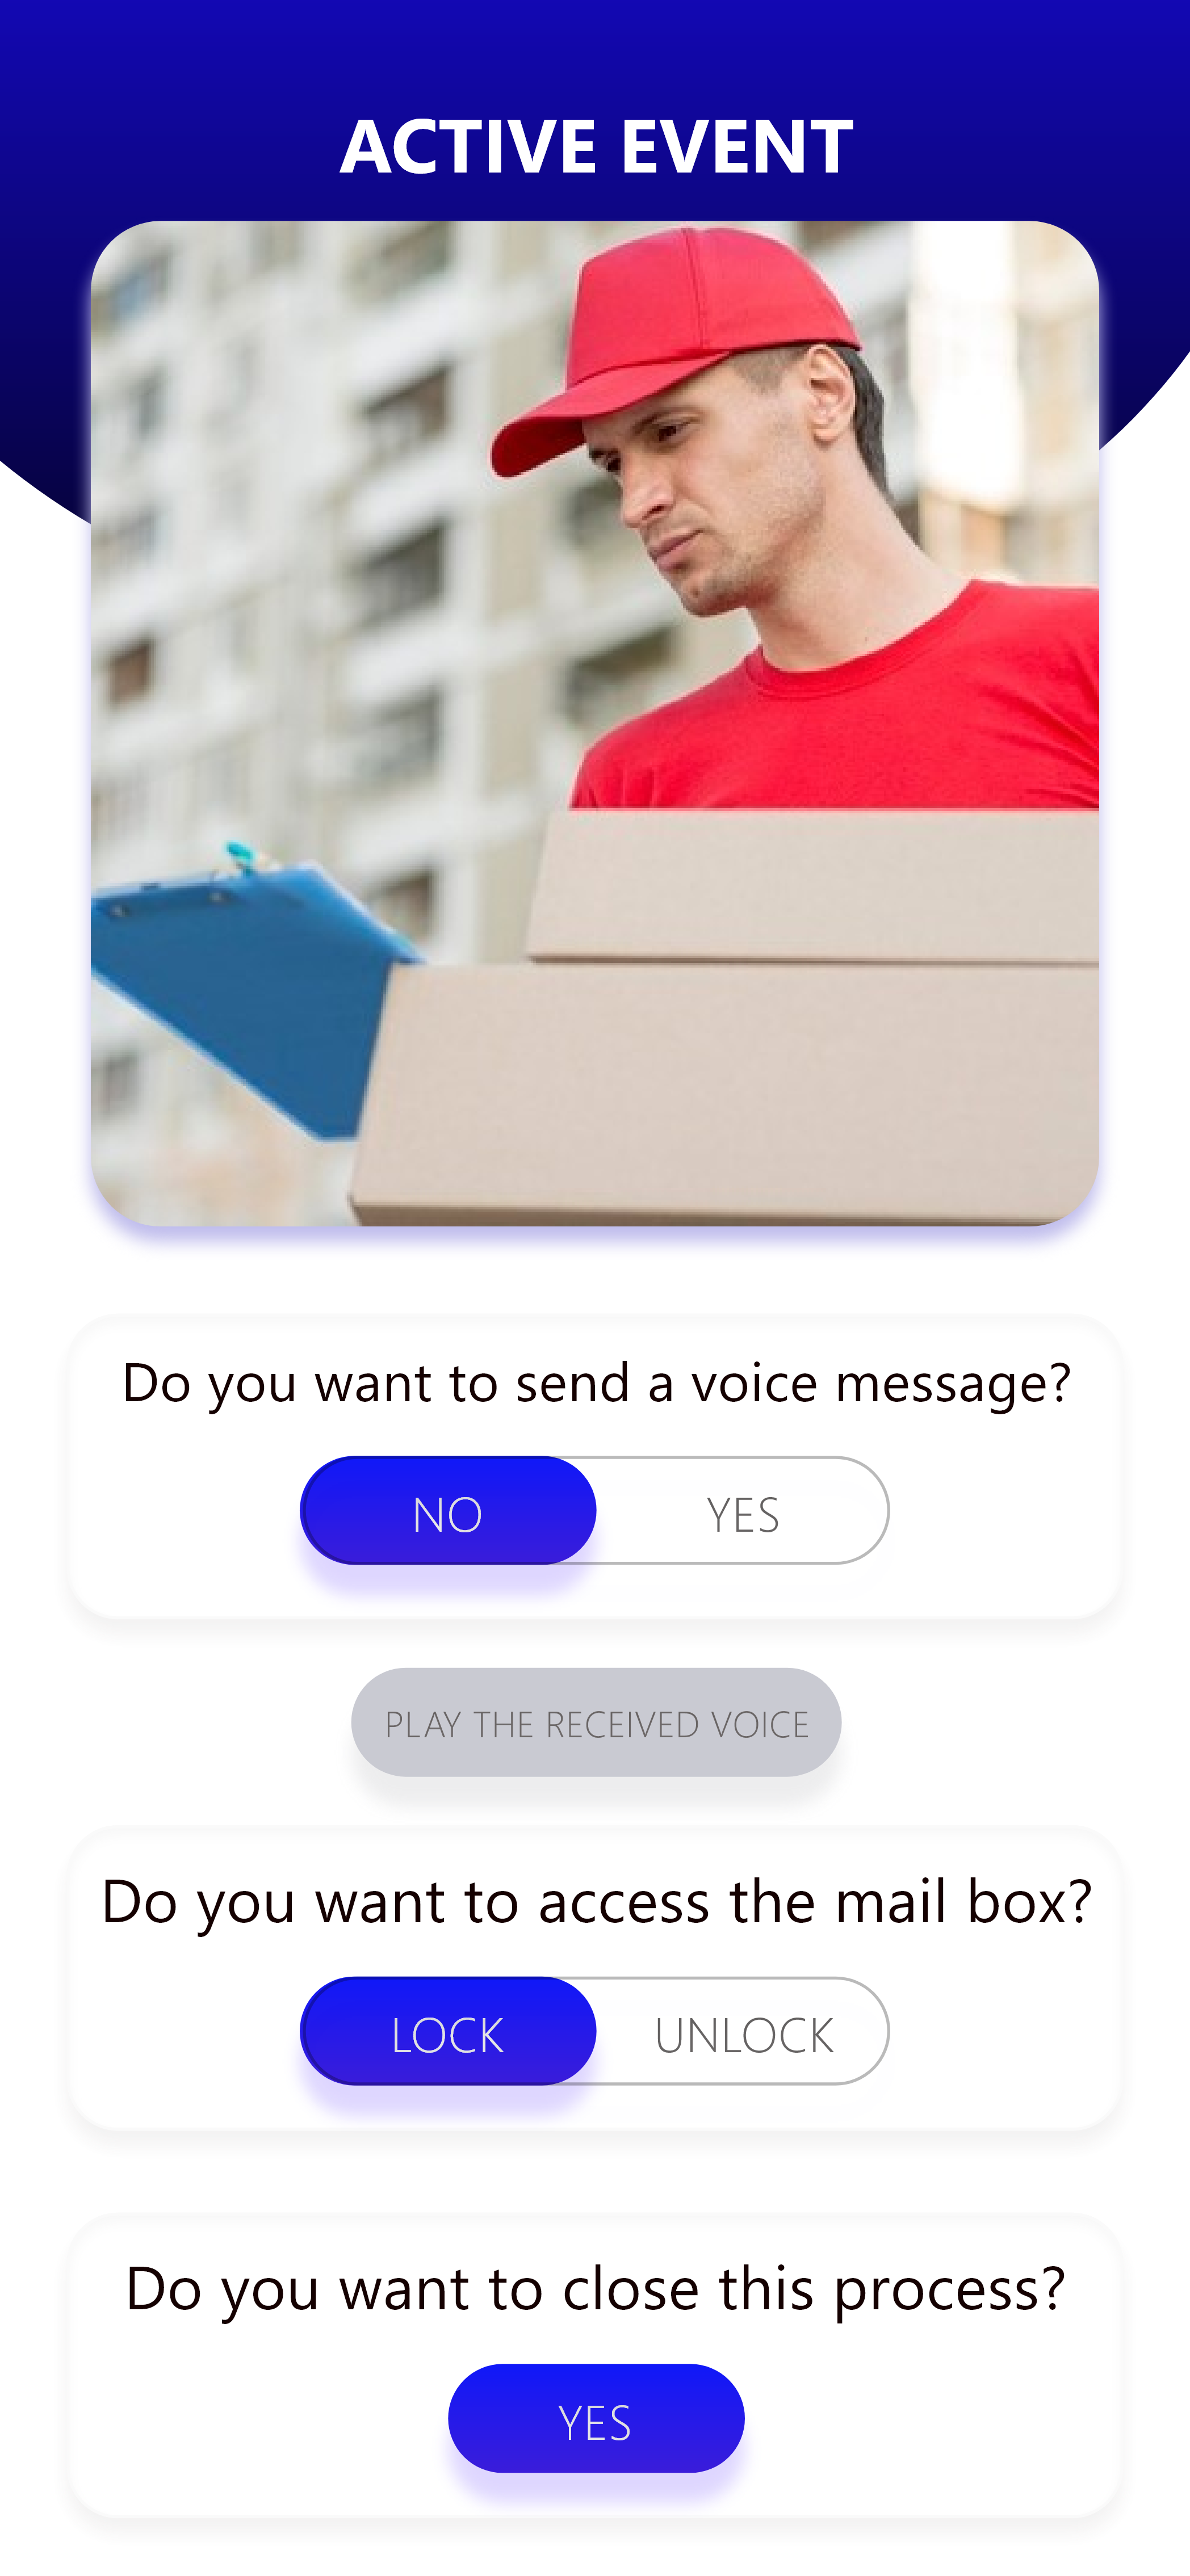 ACTIVE EVENT
Do you want to send a voice message?
NO YES
PLAY THE RECEIVED VOICE
Do you want to access the mail box?
LOCK UNLOCK
Do you want to close this process?
YES